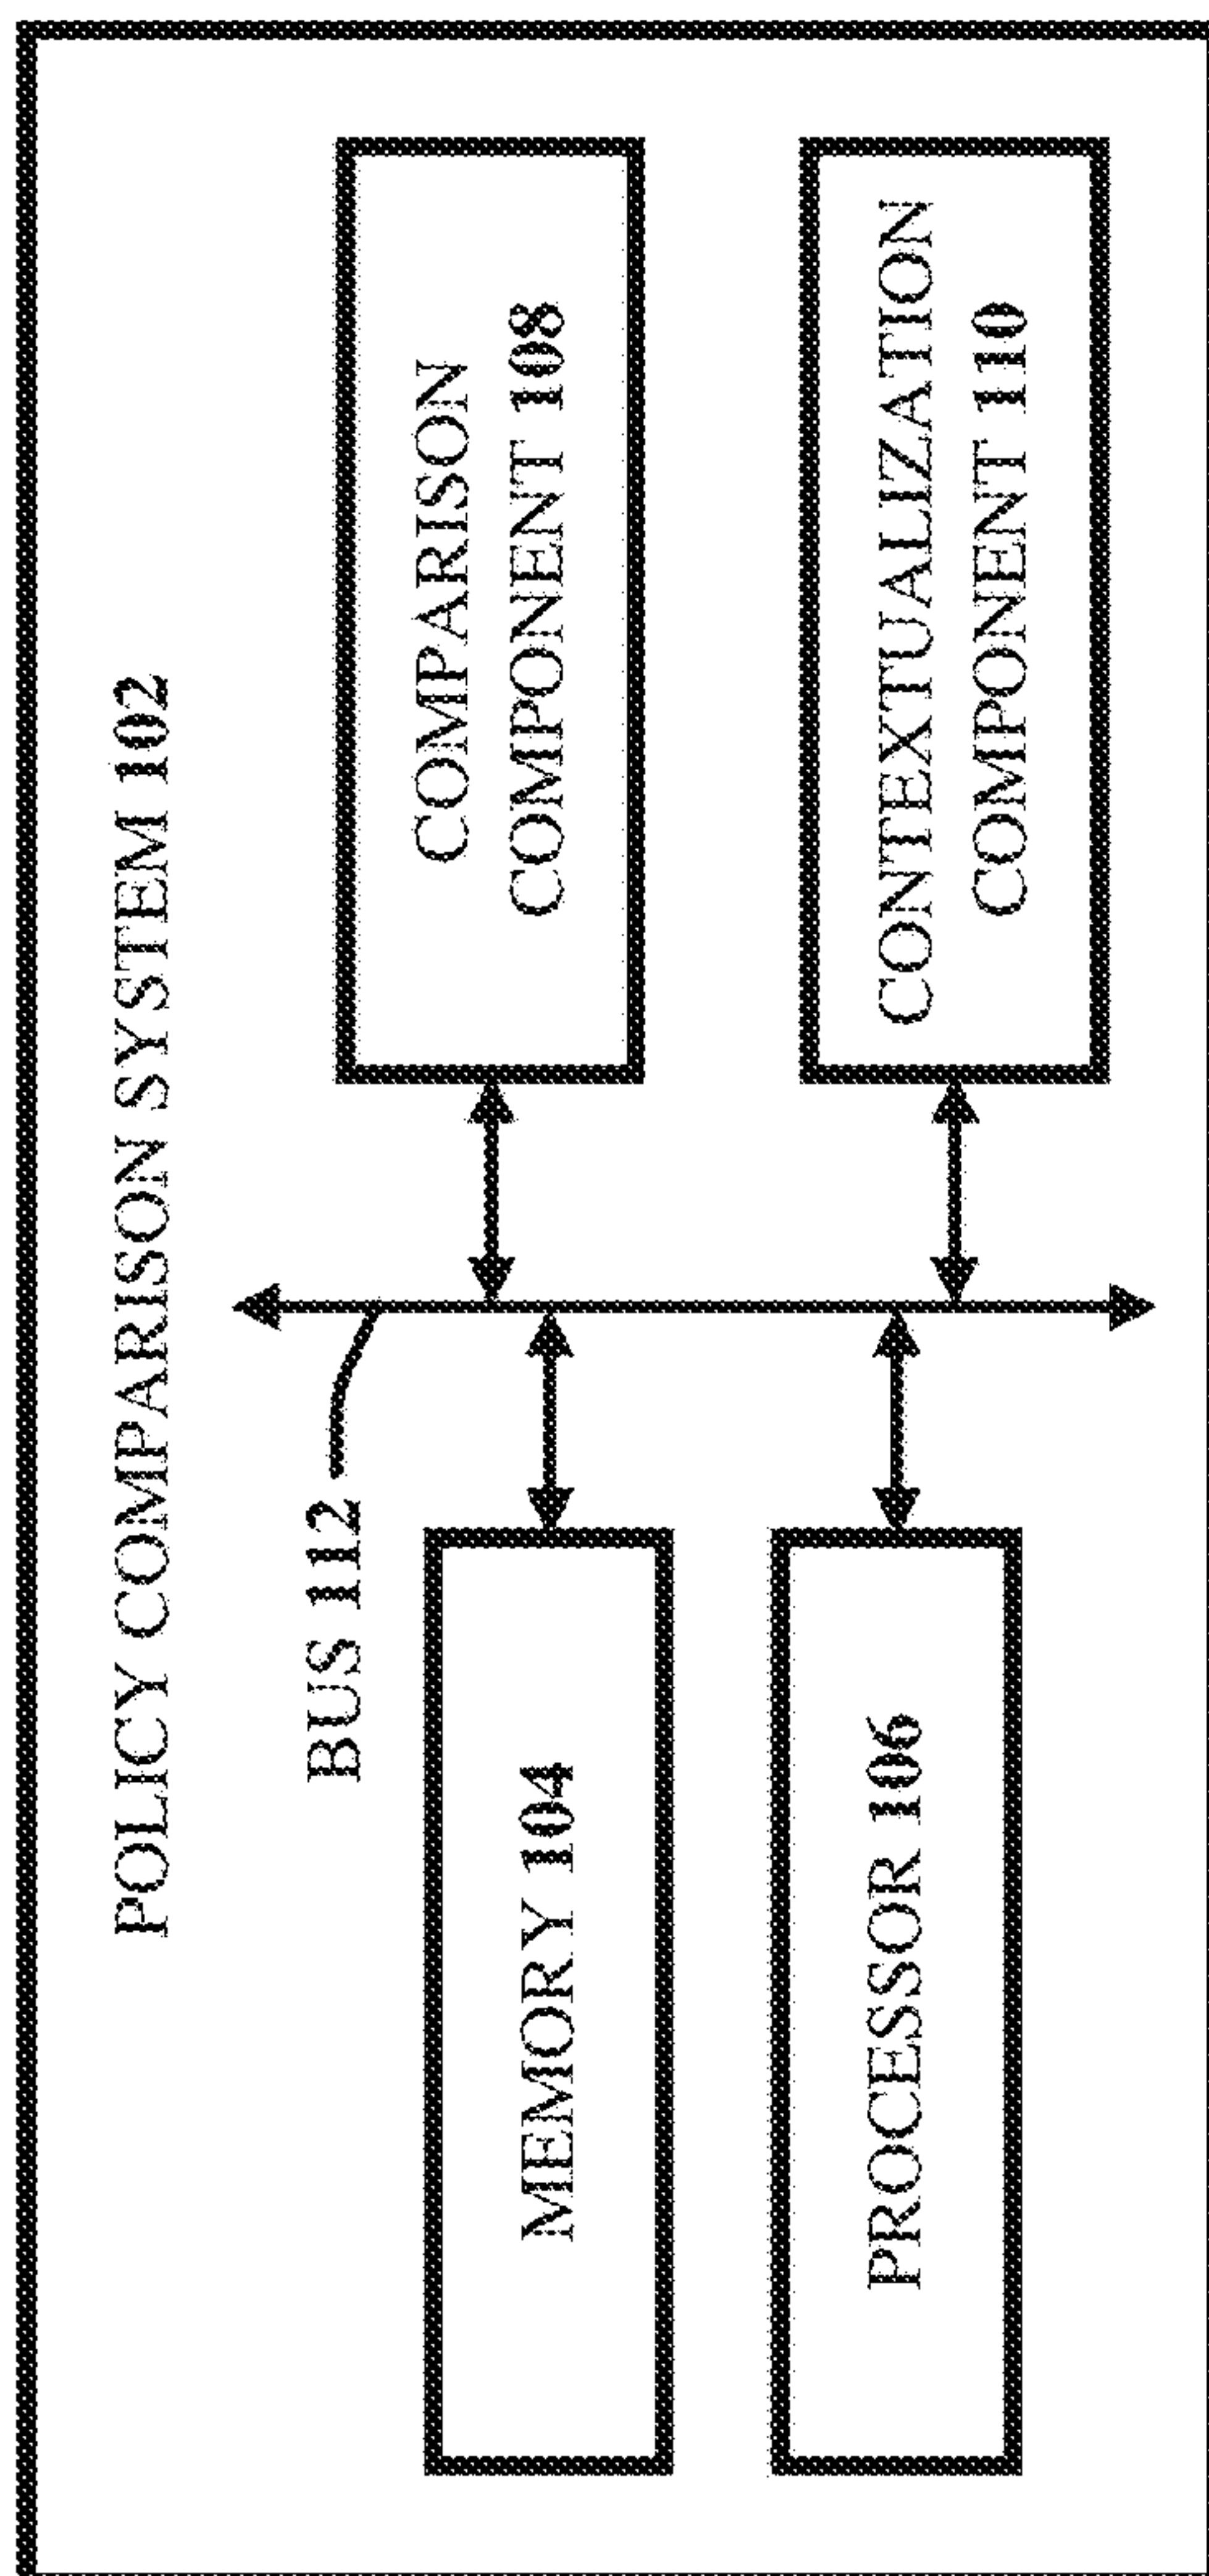 POLICY COMPARISON SYSTEM 102
BUS 112
MEMORY 104
PROCESSOR 106
COMPARISON
COMPONENT 108
CONTEXTUALIZATION
COMPONENT 110